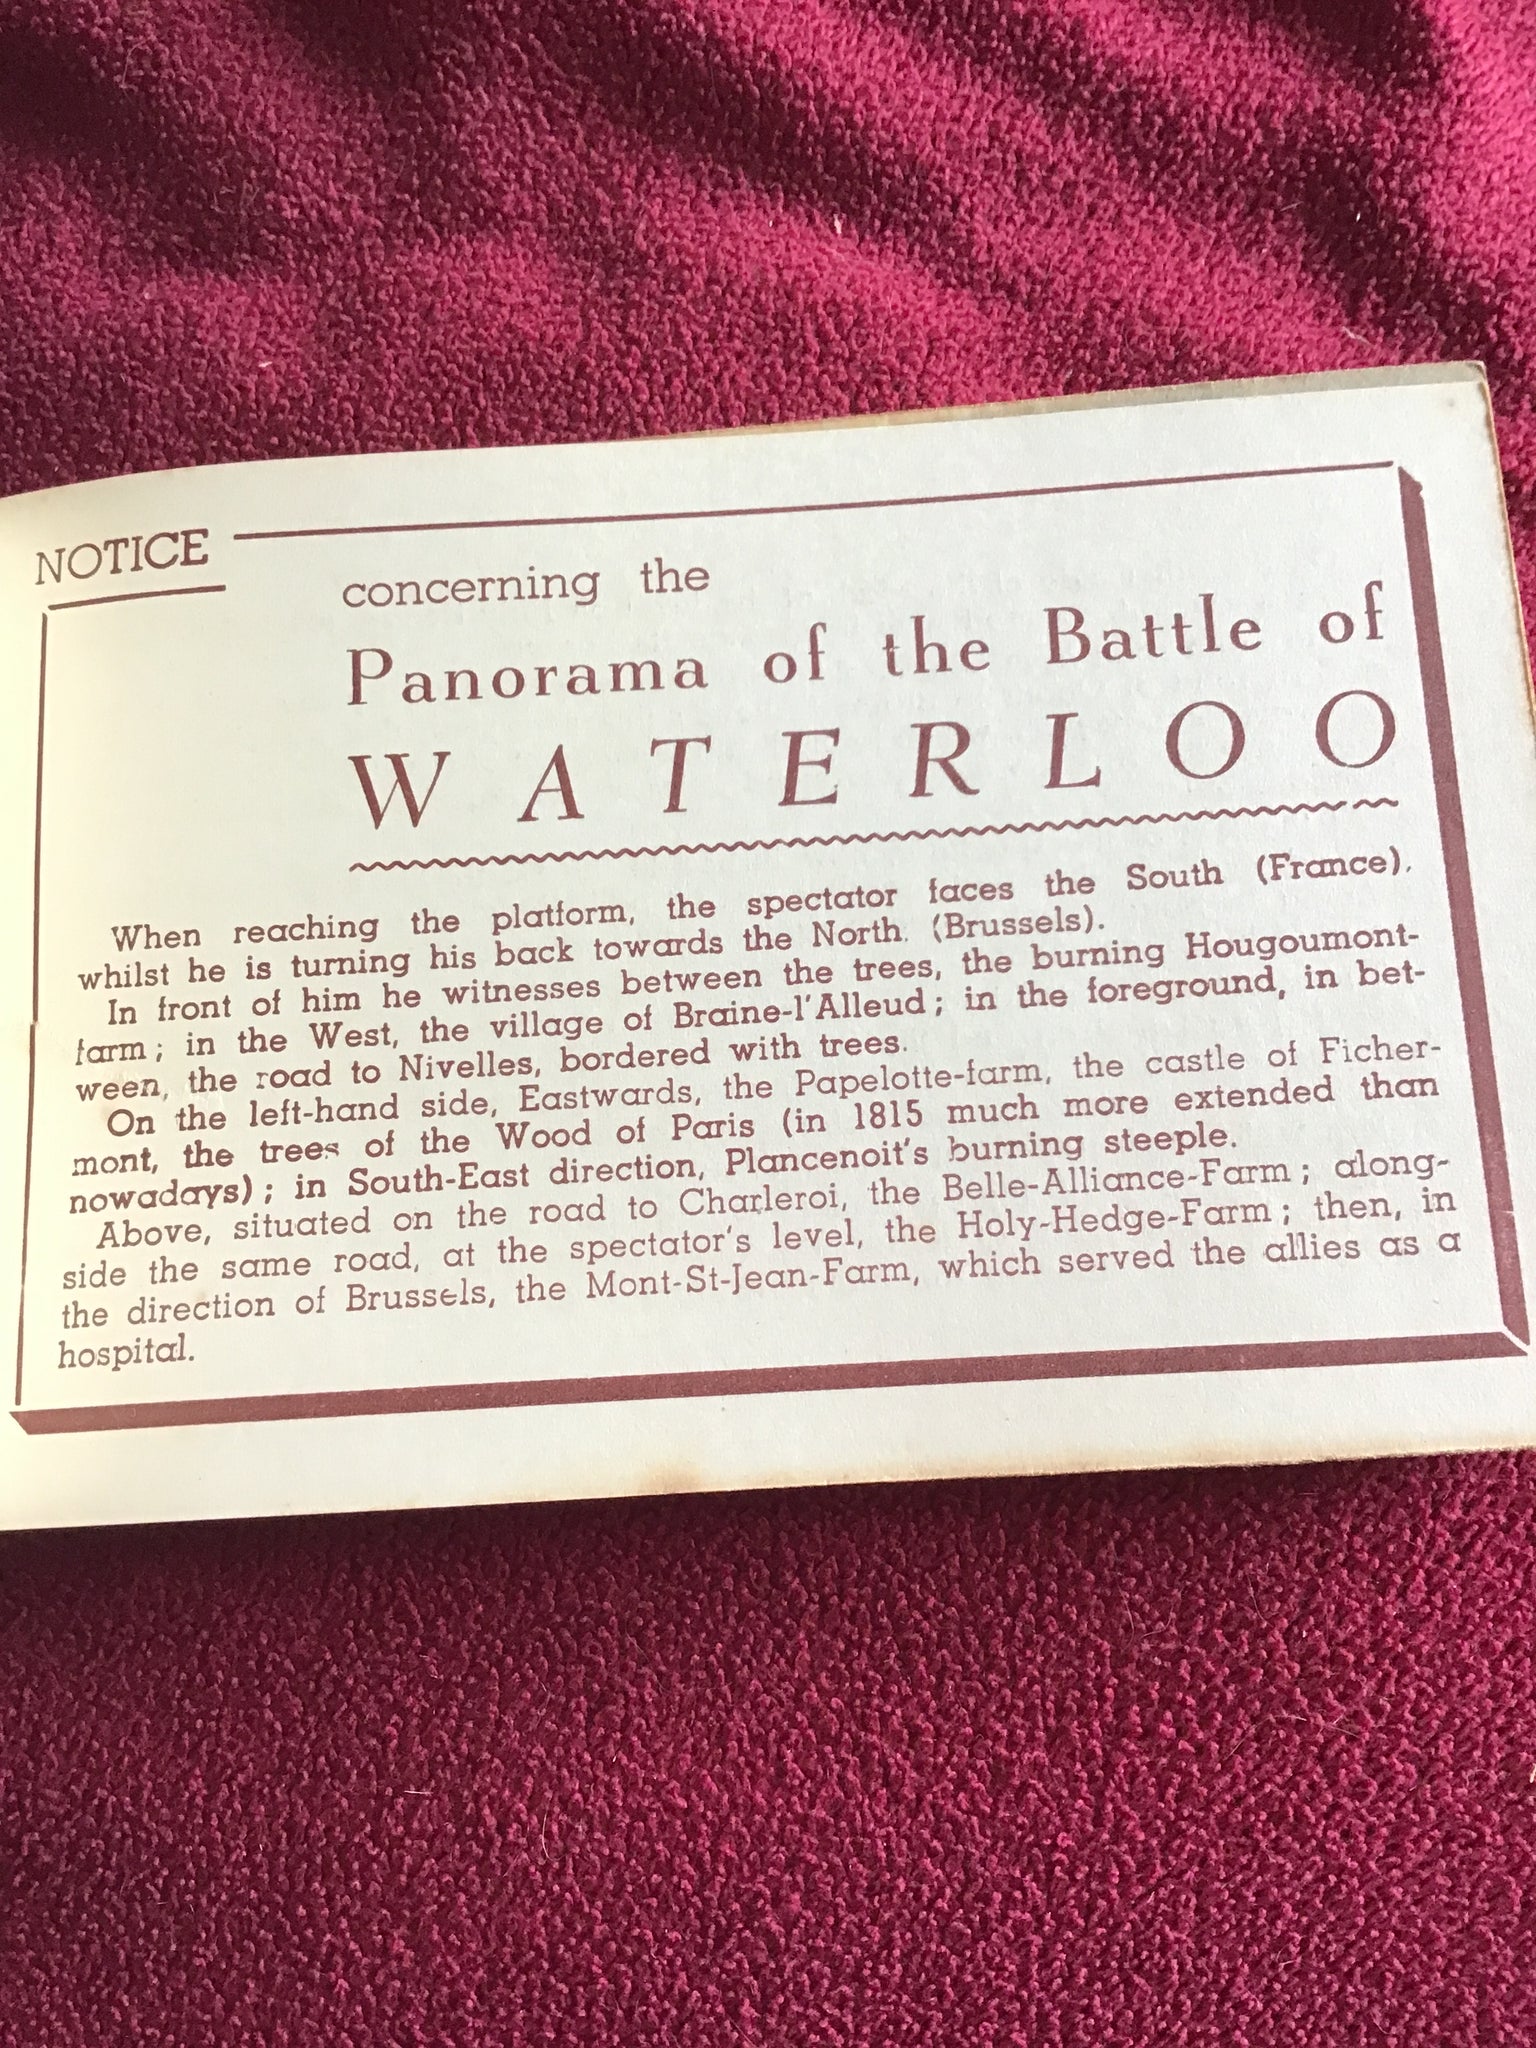 NOTICE
concerning the
Panorama of the Battle of
WATERLOO
When reaching the platform, the spectator faces the South (France).
whilst he is turning his back towards the North. (Brussels).
In front of him he witnesses between the trees, the burning Hougoumont-
farm; in the West, the village of Braine-l'Alleud; in the foreground, in bet-
ween, the road to Nivelles, bordered with trees.
On the left-hand side, Eastwards, the Papelotte-farm, the castle of Ficher-
mont, the trees of the Wood of Paris (in 1815 much more extended than
nowadays); in South-East direction, Plancenoit's burning steeple.
Above, situated on the road to Charleroi, the Belle-Alliance-Farm; along-
side the same road, at the spectator's level, the Holy-Hedge-Farm; then, in
the direction of Brussels, the Mont-St-Jean-Farm, which served the allies as a
hospital.